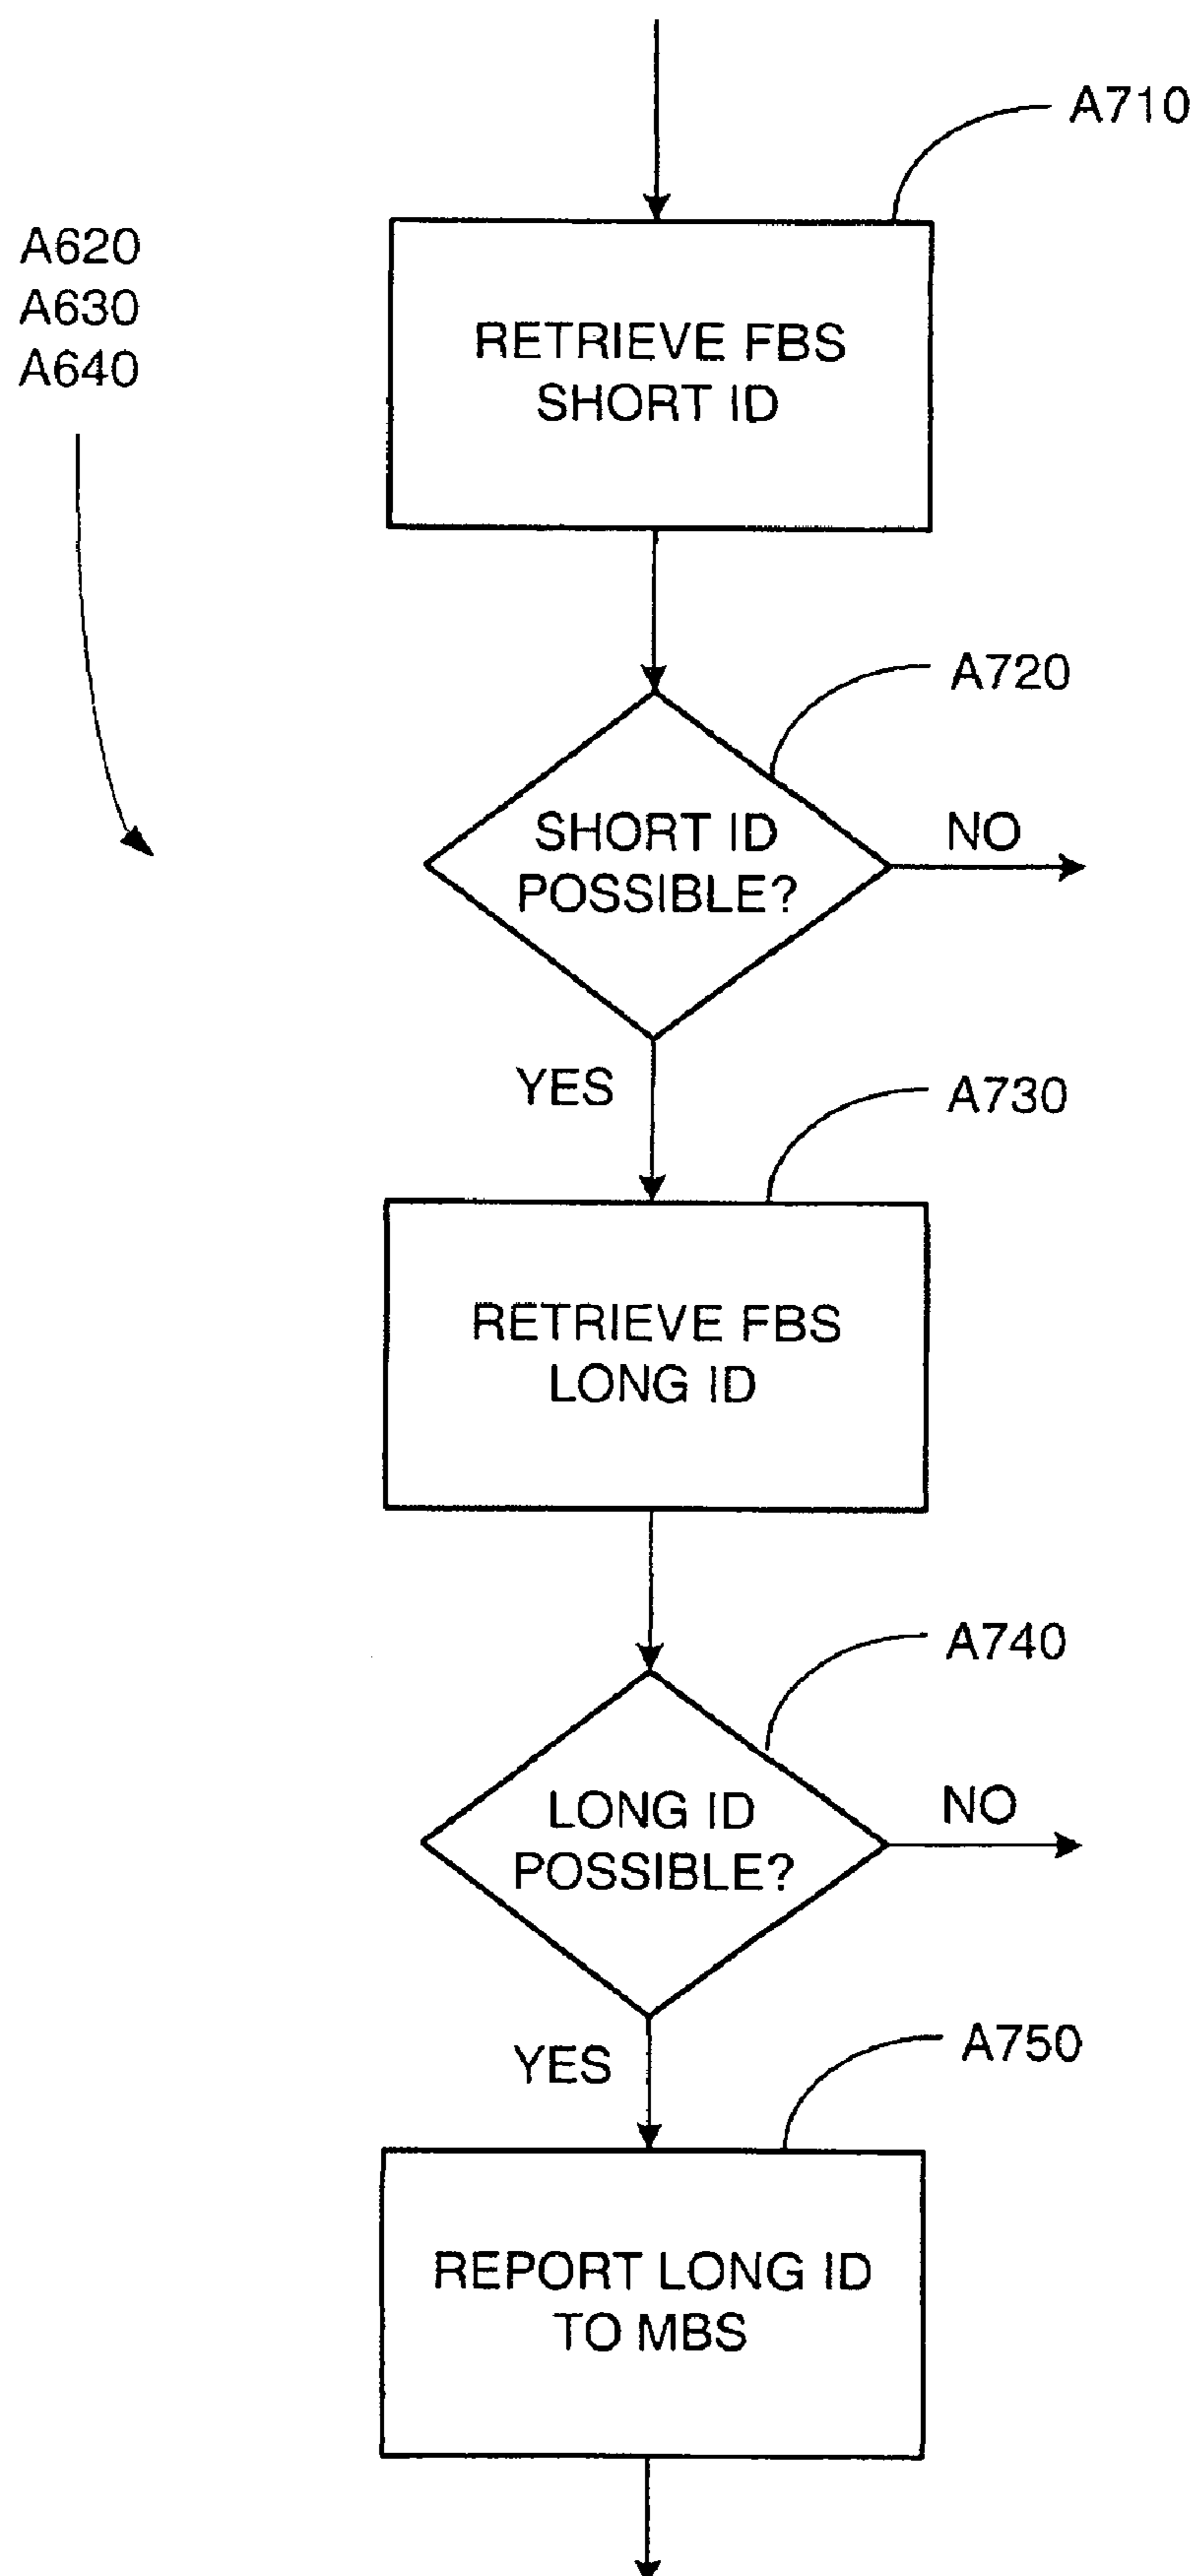 A710
A620
A630
A640
RETRIEVE FBS
SHORT ID
A720
SHORT ID
POSSIBLE?
NO
YES
A730
RETRIEVE FBS
LONG ID
A740
LONG ID
POSSIBLE?
NO
YES
A750
REPORT LONG ID
TO MBS